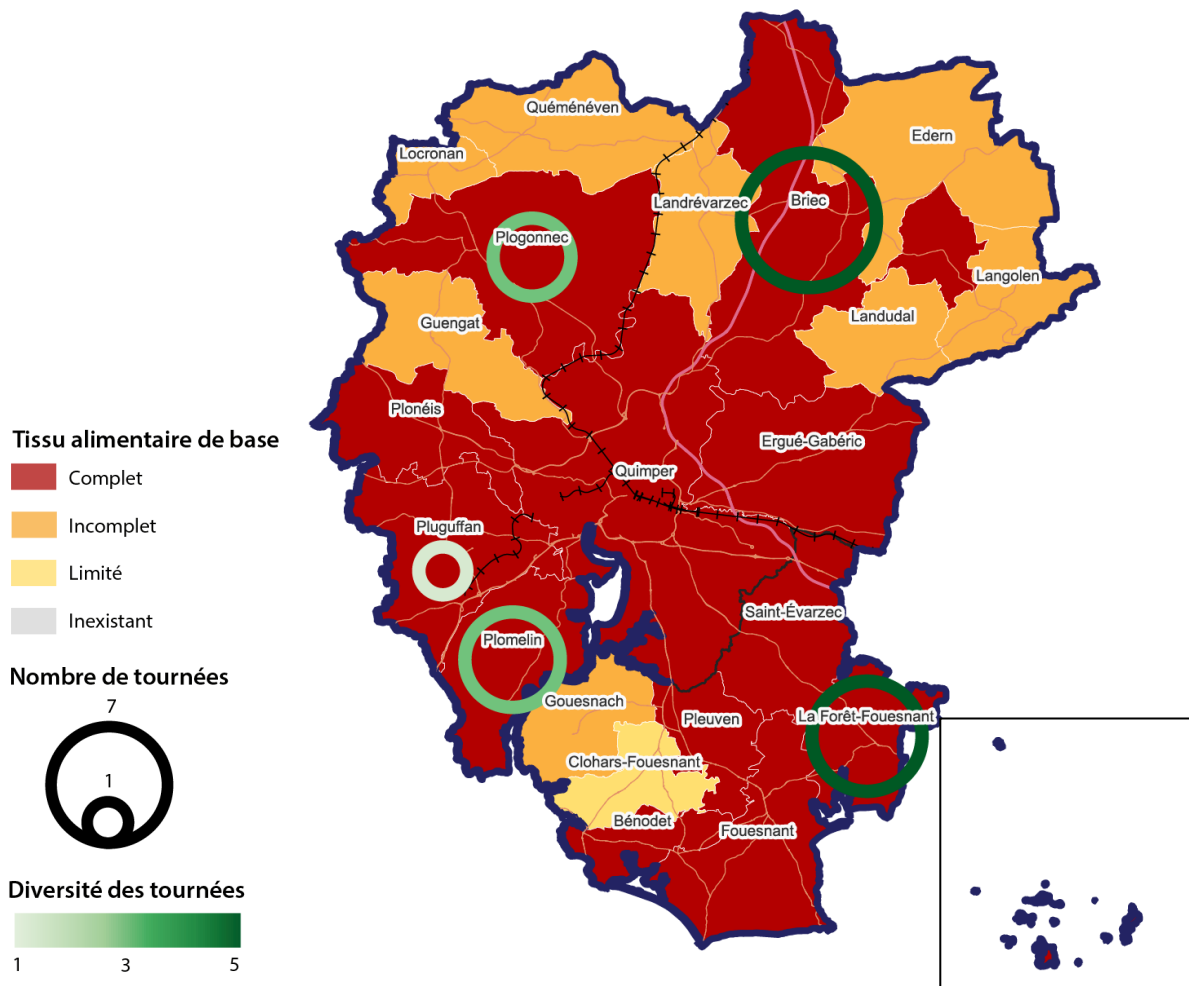 Quéménéven
Edern
Locronan
Landrévarzec
Briec
Plogonnec
Langolen
Landudal
Guengat
Plonéis
Ergué-Gabéric
Quimper
Pluguffan
Saint-Évarzec
Plomelin
Gouesnach
Pleuven
La Forêt-Fouesnant
Clohars-Fouesnant
Bénodet
Fouesnant
Tissu alimentaire de base
Complet
Incomplet
Limité
Inexistant
Nombre de tournées
7
1
Diversité des tournées
1 3 5